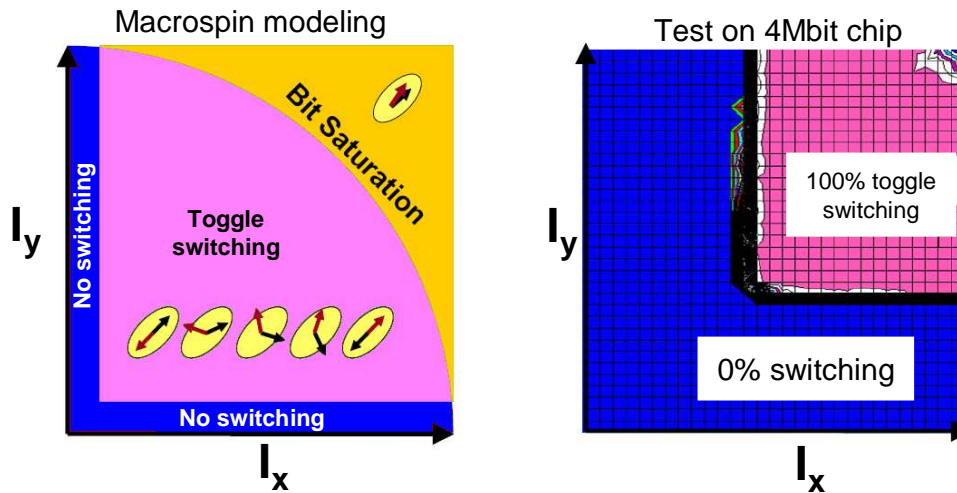 Macrospin modeling
Bit Saturation
No switching
Toggle
switching
No switching
Iy
Ix
Test on 4Mbit chip
100% toggle
switching
0% switching
Iy
Ix